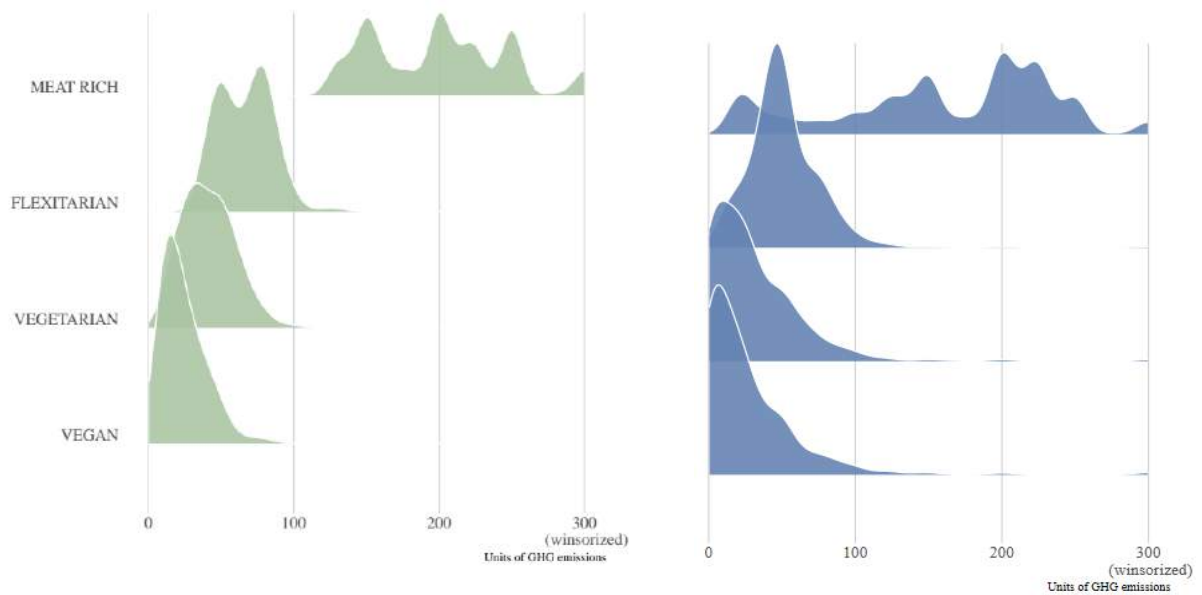 MEAT RICH
FLEXITARIAN
VEGETARIAN
VEGAN
0 100 200 300
(winsorized)
Units of GHG emissions
0 100 200 300
(winsorized)
Units of GHG emissions